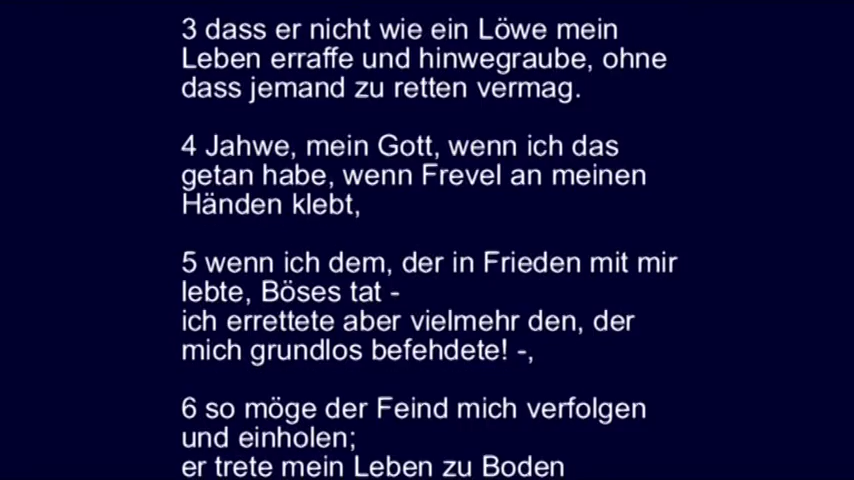 3 dass er nicht wie ein Löwe mein
Leben erraffe und hinwegraube, ohne
dass jemand zu retten vermag.
4 Jahwe, mein Gott, wenn ich das
getan habe, wenn Frevel an meinen
Händen klebt,
5 wenn ich dem, der in Frieden mit mir
lebte, Böses tat -
ich errettete aber vielmehr den, der
mich grundlos befehdete! -,
6 so möge der Feind mich verfolgen
und einholen;
er trete mein Leben zu Boden